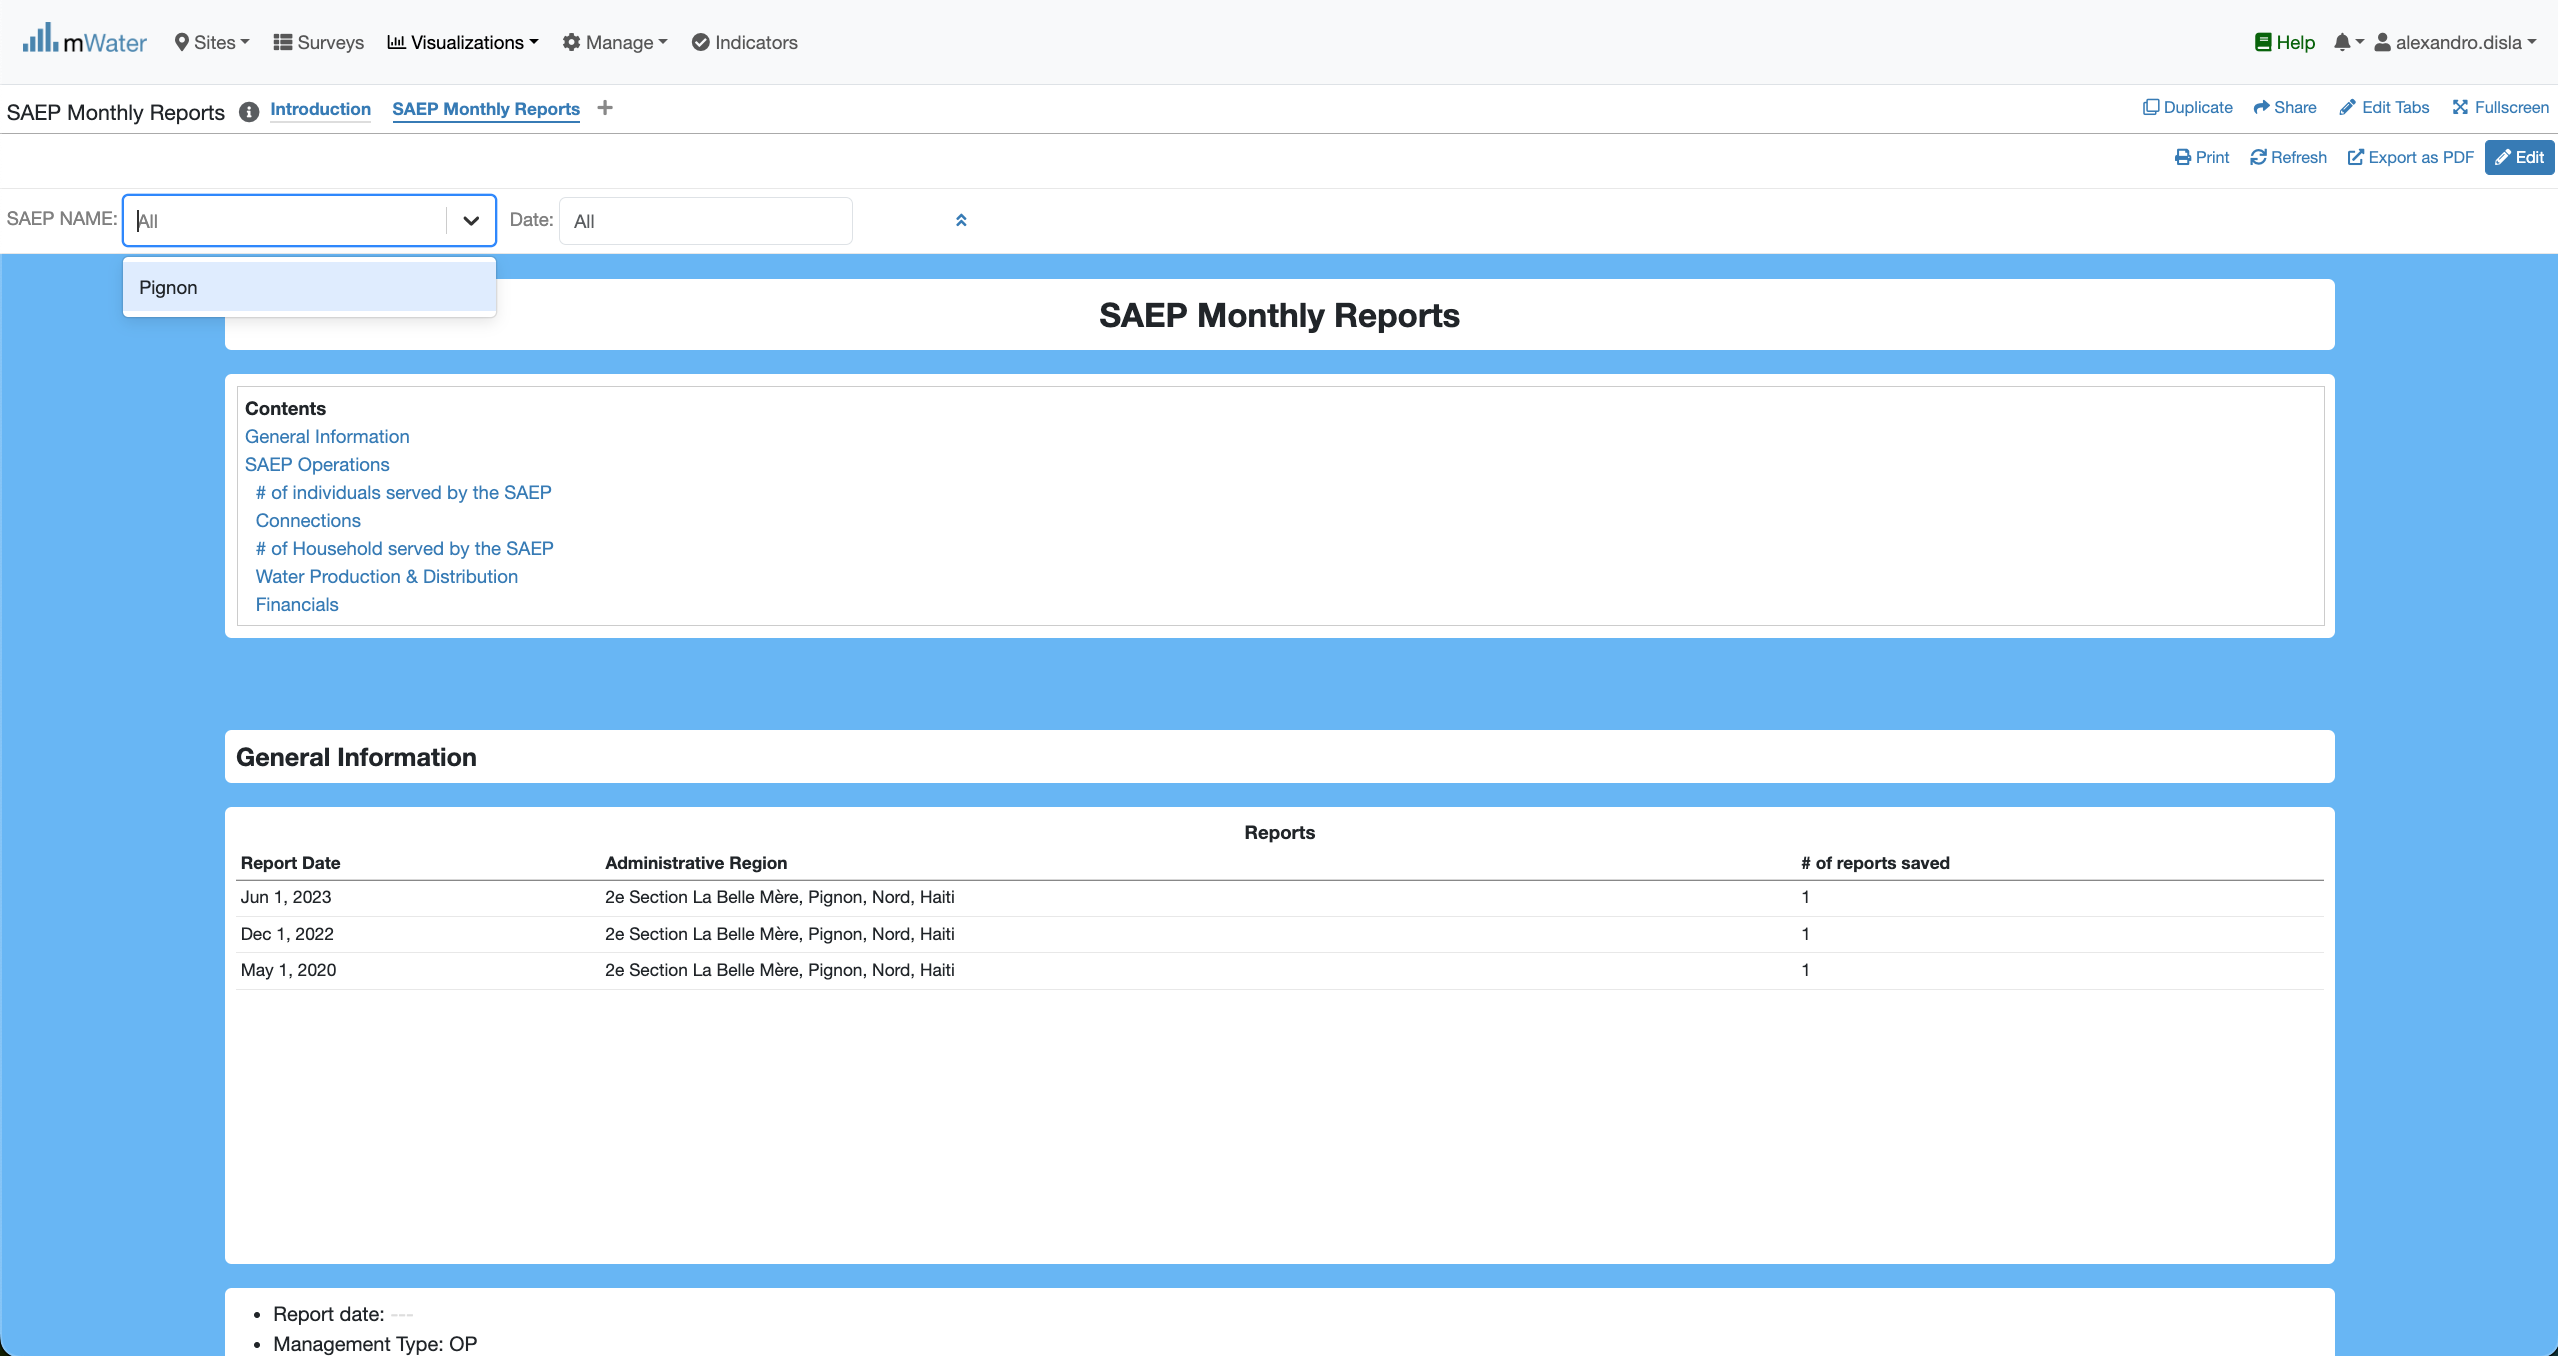 mWater Sites Surveys Visualizations Manage Indicators Help alexandro.disla
SAEP Monthly Reports Introduction SAEP Monthly Reports + Duplicate Share Edit Tabs Fullscreen
Print Refresh Export as PDF Edit
SAEP NAME: All Date: All
Pignon
SAEP Monthly Reports
Contents
General Information
SAEP Operations
# of individuals served by the SAEP
Connections
# of Household served by the SAEP
Water Production & Distribution
Financials
General Information
Reports
Report Date Administrative Region # of reports saved
Jun 1, 2023 2e Section La Belle Mère, Pignon, Nord, Haiti 1
Dec 1, 2022 2e Section La Belle Mère, Pignon, Nord, Haiti 1
May 1, 2020 2e Section La Belle Mère, Pignon, Nord, Haiti 1
• Report date: ---
• Management Type: OP